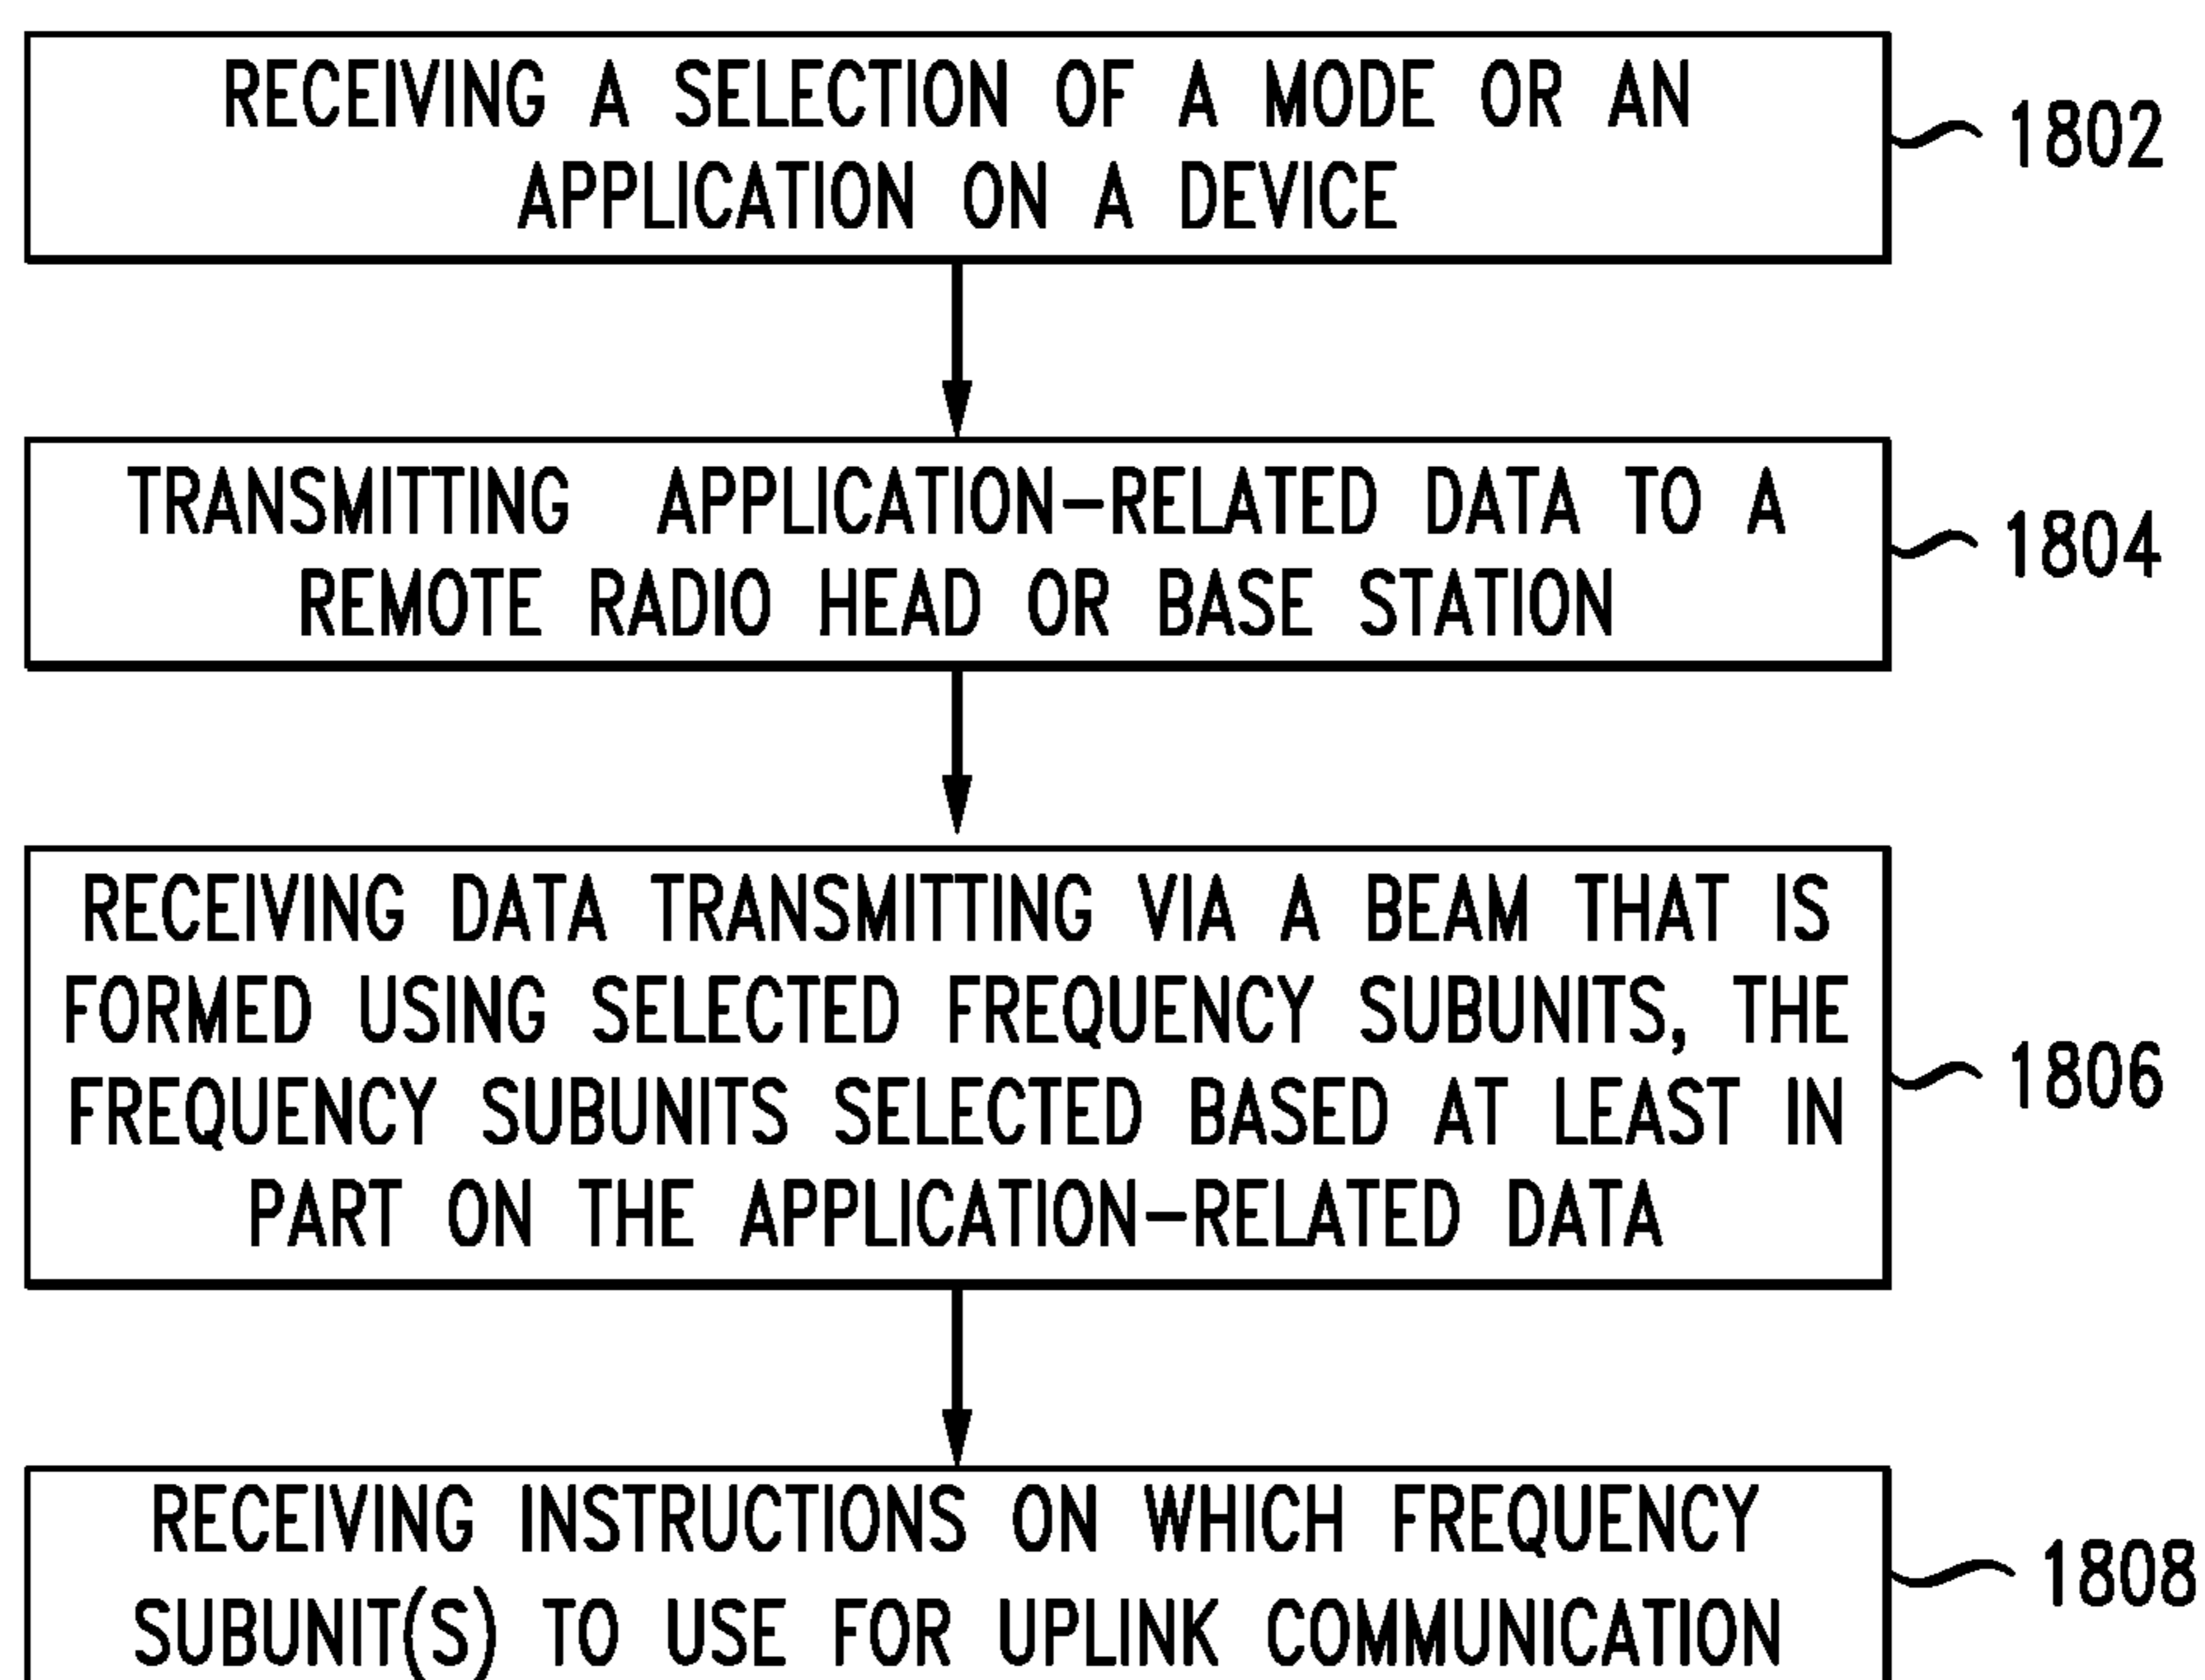 RECEIVING A SELECTION OF A MODE OR AN
APPLICATION ON A DEVICE
1802
TRANSMITTING APPLICATION-RELATED DATA TO A
REMOTE RADIO HEAD OR BASE STATION
1804
RECEIVING DATA TRANSMITTING VIA A BEAM THAT IS
FORMED USING SELECTED FREQUENCY SUBUNITS, THE
FREQUENCY SUBUNITS SELECTED BASED AT LEAST IN
PART ON THE APPLICATION-RELATED DATA
1806
RECEIVING INSTRUCTIONS ON WHICH FREQUENCY
SUBUNIT(S) TO USE FOR UPLINK COMMUNICATION
1808